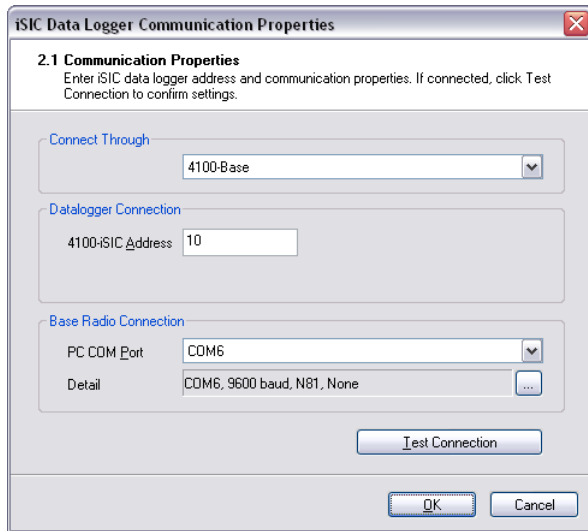 iSIC Data Logger Communication Properties
2.1 Communication Properties
Enter iSIC data logger address and communication properties. If connected, click Test
Connection to confirm settings.
Connect Through
4100-Base
Datalogger Connection
4100-iSIC Address 10
Base Radio Connection
PC COM Port COM6
Detail COM6, 9600 baud, N81, None ...
Test Connection
OK Cancel